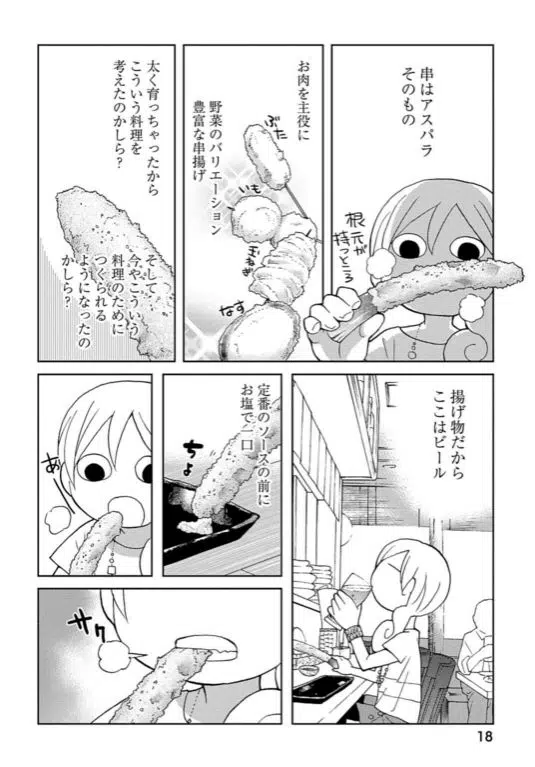 串はアスパラ
そのもの
根元が
持つところ
お肉を主役に
野菜のバリエーション
豊富な串揚げ
ぶた
いも
玉ねぎ
なす
太く育っちゃったから
こういう料理を
考えたのかしら？
そして
今やこういう
料理のために
つくられる
ようになったの
かしら？
揚げ物だから
ここはビール
定番のソースの前に
お塩で一口
ちょ
あ
サク
18